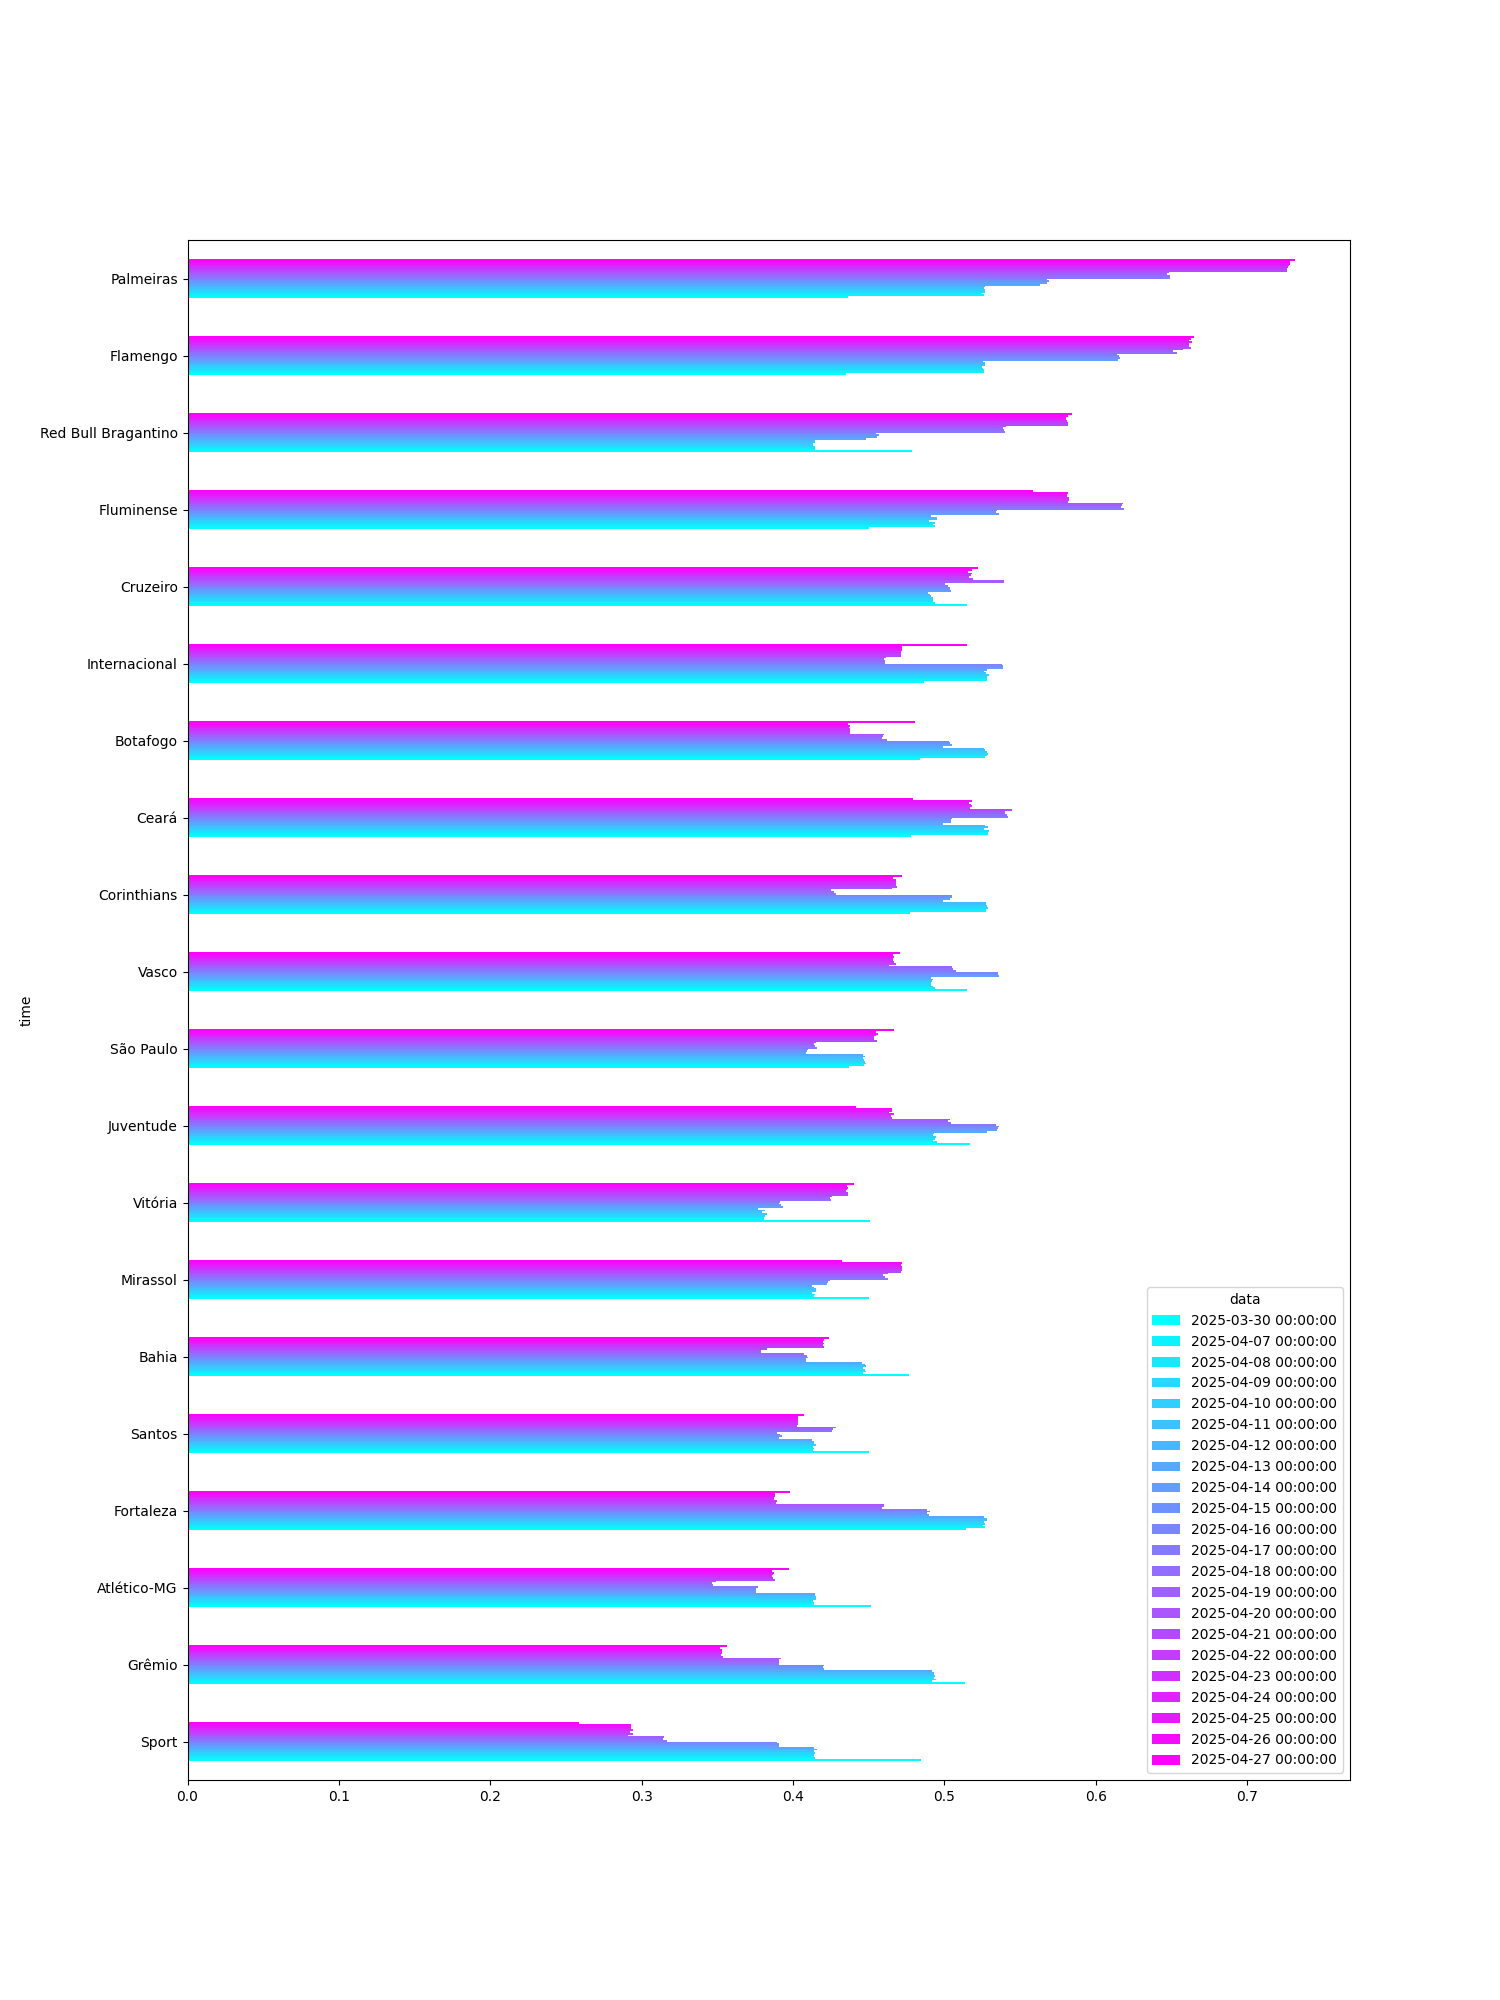 Palmeiras
Flamengo
Red Bull Bragantino
Fluminense
Cruzeiro
Internacional
Botafogo
Ceará
Corinthians
Vasco
São Paulo
Juventude
Vitória
Mirassol
Bahia
Santos
Fortaleza
Atlético-MG
Grêmio
Sport
time
0.0 0.1 0.2 0.3 0.4 0.5 0.6 0.7
data
2025-03-30 00:00:00
2025-04-07 00:00:00
2025-04-08 00:00:00
2025-04-09 00:00:00
2025-04-10 00:00:00
2025-04-11 00:00:00
2025-04-12 00:00:00
2025-04-13 00:00:00
2025-04-14 00:00:00
2025-04-15 00:00:00
2025-04-16 00:00:00
2025-04-17 00:00:00
2025-04-18 00:00:00
2025-04-19 00:00:00
2025-04-20 00:00:00
2025-04-21 00:00:00
2025-04-22 00:00:00
2025-04-23 00:00:00
2025-04-24 00:00:00
2025-04-25 00:00:00
2025-04-26 00:00:00
2025-04-27 00:00:00